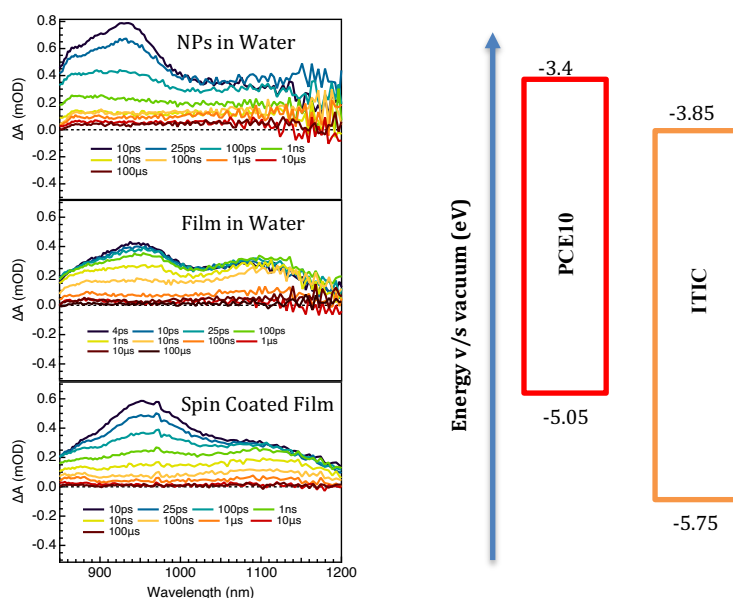 0.8
0.6
0.4
0.2
0.0
-0.2
-0.4
ΔA (mOD)
NPs in Water
10ps 25ps 100ps 1ns
10ns 100ns 1µs 10µs
100µs
0.6
0.4
0.2
0.0
-0.2
-0.4
ΔA (mOD)
Film in Water
4ps 10ps 25ps 100ps
1ns 10ns 100ns 1µs
10µs 100µs
0.6
0.4
0.2
0.0
-0.2
-0.4
ΔA (mOD)
Spin Coated Film
10ps 25ps 100ps 1ns
10ns 100ns 1µs 10µs
100µs
900 1000 1100 1200
Wavelength (nm)
Energy v/s vacuum (eV)
-3.4
PCE10
-5.05
-3.85
ITIC
-5.75